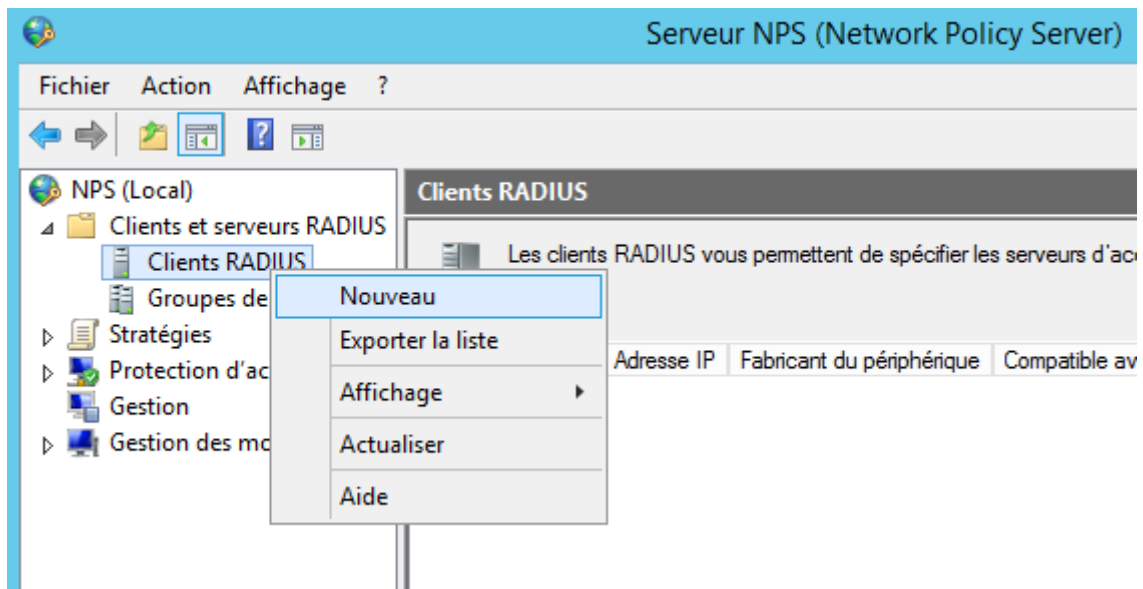 Serveur NPS (Network Policy Server)
Fichier Action Affichage ?
NPS (Local)
Clients et serveurs RADIUS
Clients RADIUS
Groupes de
Stratégies
Protection d'ac
Gestion
Gestion des mo
Nouveau
Exporter la liste
Affichage
Actualiser
Aide
Clients RADIUS
Les clients RADIUS vous permettent de spécifier les serveurs d'acc
Adresse IP Fabricant du périphérique Compatible av